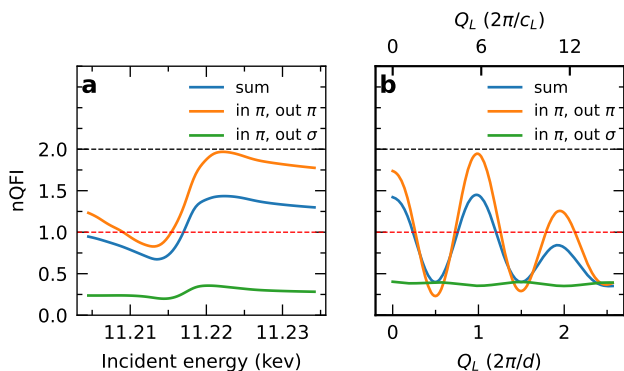 Q_L (2π/c_L)
0 6 12
a
sum
in π, out π
in π, out σ
b
sum
in π, out π
in π, out σ
nQFI
2.0
1.5
1.0
0.5
0.0
11.21 11.22 11.23
Incident energy (kev)
0 1 2
Q_L (2π/d)